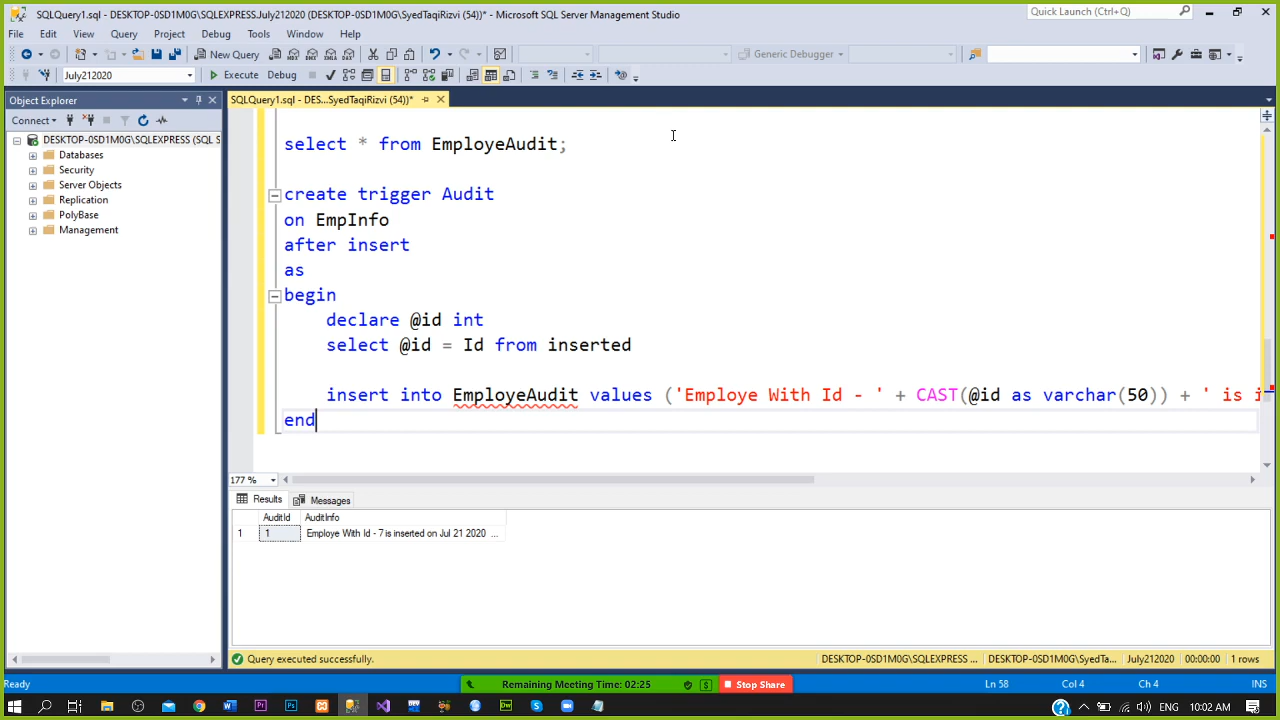 SQLQuery1.sql - DESKTOP-0SD1M0G\SQLEXPRESS.July212020 (DESKTOP-0SD1M0G\SyedTaqiRizvi (54))* - Microsoft SQL Server Management Studio
Quick Launch (Ctrl+Q)
File Edit View Query Project Debug Tools Window Help
New Query
Generic Debugger
July212020
Execute Debug
Object Explorer
SQLQuery1.sql - DES...SyedTaqiRizvi (54))*
Connect
DESKTOP-0SD1M0G\SQLEXPRESS (SQL S
Databases
Security
Server Objects
Replication
PolyBase
Management
select * from EmployeAudit;
create trigger Audit
on EmpInfo
after insert
as
begin
declare @id int
select @id = Id from inserted
insert into EmployeAudit values ('Employe With Id - ' + CAST(@id as varchar(50)) + ' is i
end
177 %
Results Messages
AuditId AuditInfo
1 1 Employe With Id - 7 is inserted on Jul 21 2020 ...
Query executed successfully.
DESKTOP-0SD1M0G\SQLEXPRESS ... DESKTOP-0SD1M0G\SyedTa... July212020 00:00:00 1 rows
Ready
Remaining Meeting Time: 02:25
Stop Share
Ln 58 Col 4 Ch 4 INS
10:02 AM